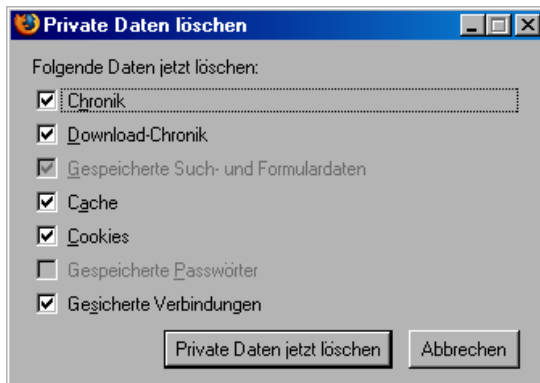 Private Daten löschen
Folgende Daten jetzt löschen:
Chronik
Download-Chronik
Gespeicherte Such- und Formulardaten
Cache
Cookies
Gespeicherte Passwörter
Gesicherte Verbindungen
Private Daten jetzt löschen Abbrechen